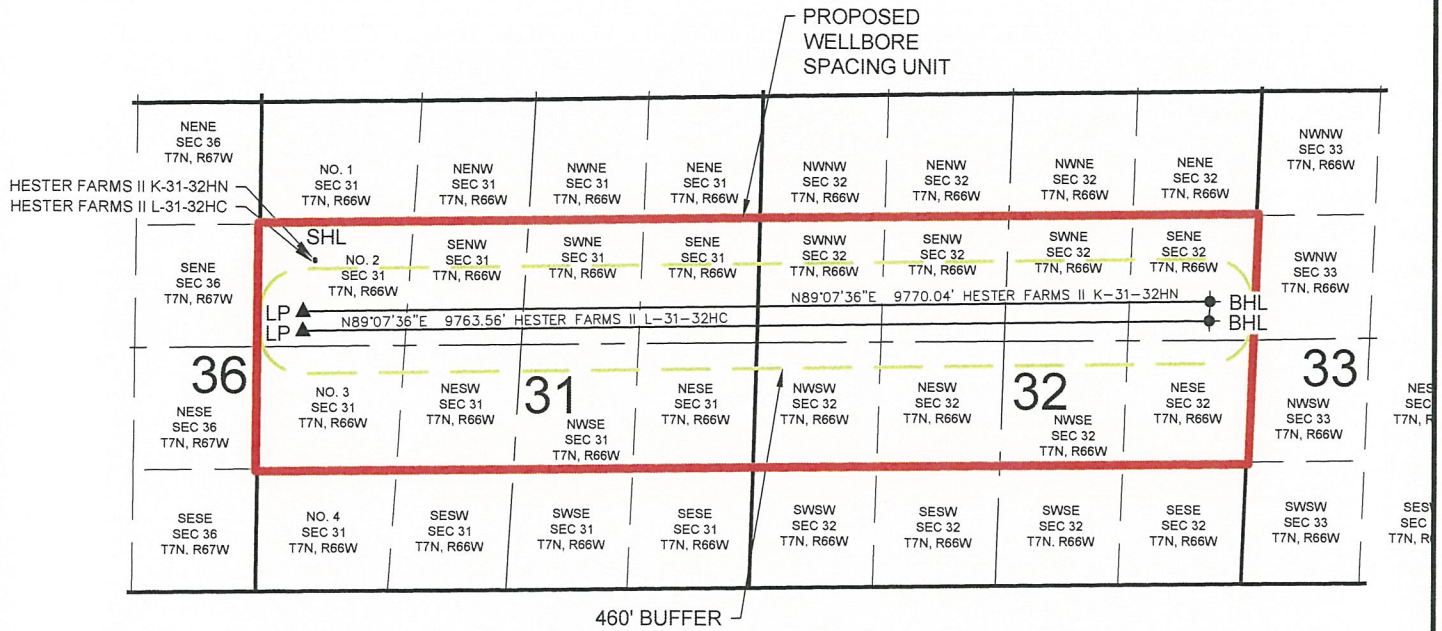 PROPOSED
WELLBORE
SPACING UNIT
NENE
SEC 36
T7N, R67W
NO. 1
SEC 31
T7N, R66W
NENW
SEC 31
T7N, R66W
NWNE
SEC 31
T7N, R66W
NENE
SEC 31
T7N, R66W
NWNW
SEC 32
T7N, R66W
NENW
SEC 32
T7N, R66W
NWNE
SEC 32
T7N, R66W
NENE
SEC 32
T7N, R66W
NWNW
SEC 33
T7N, R66W
HESTER FARMS II K-31-32HN
HESTER FARMS II L-31-32HC
SHL
SENE
SEC 36
T7N, R67W
NO. 2
SEC 31
T7N, R66W
SENW
SEC 31
T7N, R66W
SWNE
SEC 31
T7N, R66W
SENE
SEC 31
T7N, R66W
SWNW
SEC 32
T7N, R66W
SENW
SEC 32
T7N, R66W
SWNE
SEC 32
T7N, R66W
SENE
SEC 32
T7N, R66W
SWNW
SEC 33
T7N, R66W
LP
N89°07'36"E 9770.04' HESTER FARMS II K-31-32HN
BHL
LP
N89°07'36"E 9763.56' HESTER FARMS II L-31-32HC
BHL
36
31
32
33
NESE
SEC 36
T7N, R67W
NO. 3
SEC 31
T7N, R66W
NESW
SEC 31
T7N, R66W
NWSE
SEC 31
T7N, R66W
NESE
SEC 31
T7N, R66W
NWSW
SEC 32
T7N, R66W
NESW
SEC 32
T7N, R66W
NWSE
SEC 32
T7N, R66W
NESE
SEC 32
T7N, R66W
NWSW
SEC 33
T7N, R66W
NES
SEC
T7N, R
SESE
SEC 36
T7N, R67W
NO. 4
SEC 31
T7N, R66W
SESW
SEC 31
T7N, R66W
SWSE
SEC 31
T7N, R66W
SESE
SEC 31
T7N, R66W
SWSW
SEC 32
T7N, R66W
SESW
SEC 32
T7N, R66W
SWSE
SEC 32
T7N. R66W
SESE
SEC 32
T7N, R66W
SWSW
SEC 33
T7N, R66W
SES
SEC
T7N, R
460' BUFFER